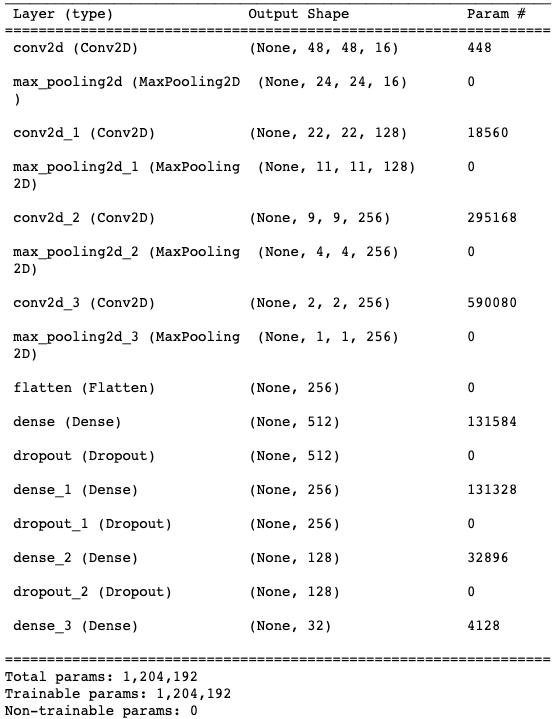 Layer (type) Output Shape Param #
conv2d (Conv2D) (None, 48, 48, 16) 448
max_pooling2d (MaxPooling2D (None, 24, 24, 16) 0
)
conv2d_1 (Conv2D) (None, 22, 22, 128) 18560
max_pooling2d_1 (MaxPooling (None, 11, 11, 128) 0
2D)
conv2d_2 (Conv2D) (None, 9, 9, 256) 295168
max_pooling2d_2 (MaxPooling (None, 4, 4, 256) 0
2D)
conv2d_3 (Conv2D) (None, 2, 2, 256) 590080
max_pooling2d_3 (MaxPooling (None, 1, 1, 256) 0
2D)
flatten (Flatten) (None, 256) 0
dense (Dense) (None, 512) 131584
dropout (Dropout) (None, 512) 0
dense_1 (Dense) (None, 256) 131328
dropout_1 (Dropout) (None, 256) 0
dense_2 (Dense) (None, 128) 32896
dropout_2 (Dropout) (None, 128) 0
dense_3 (Dense) (None, 32) 4128
Total params: 1,204,192
Trainable params: 1,204,192
Non-trainable params: 0